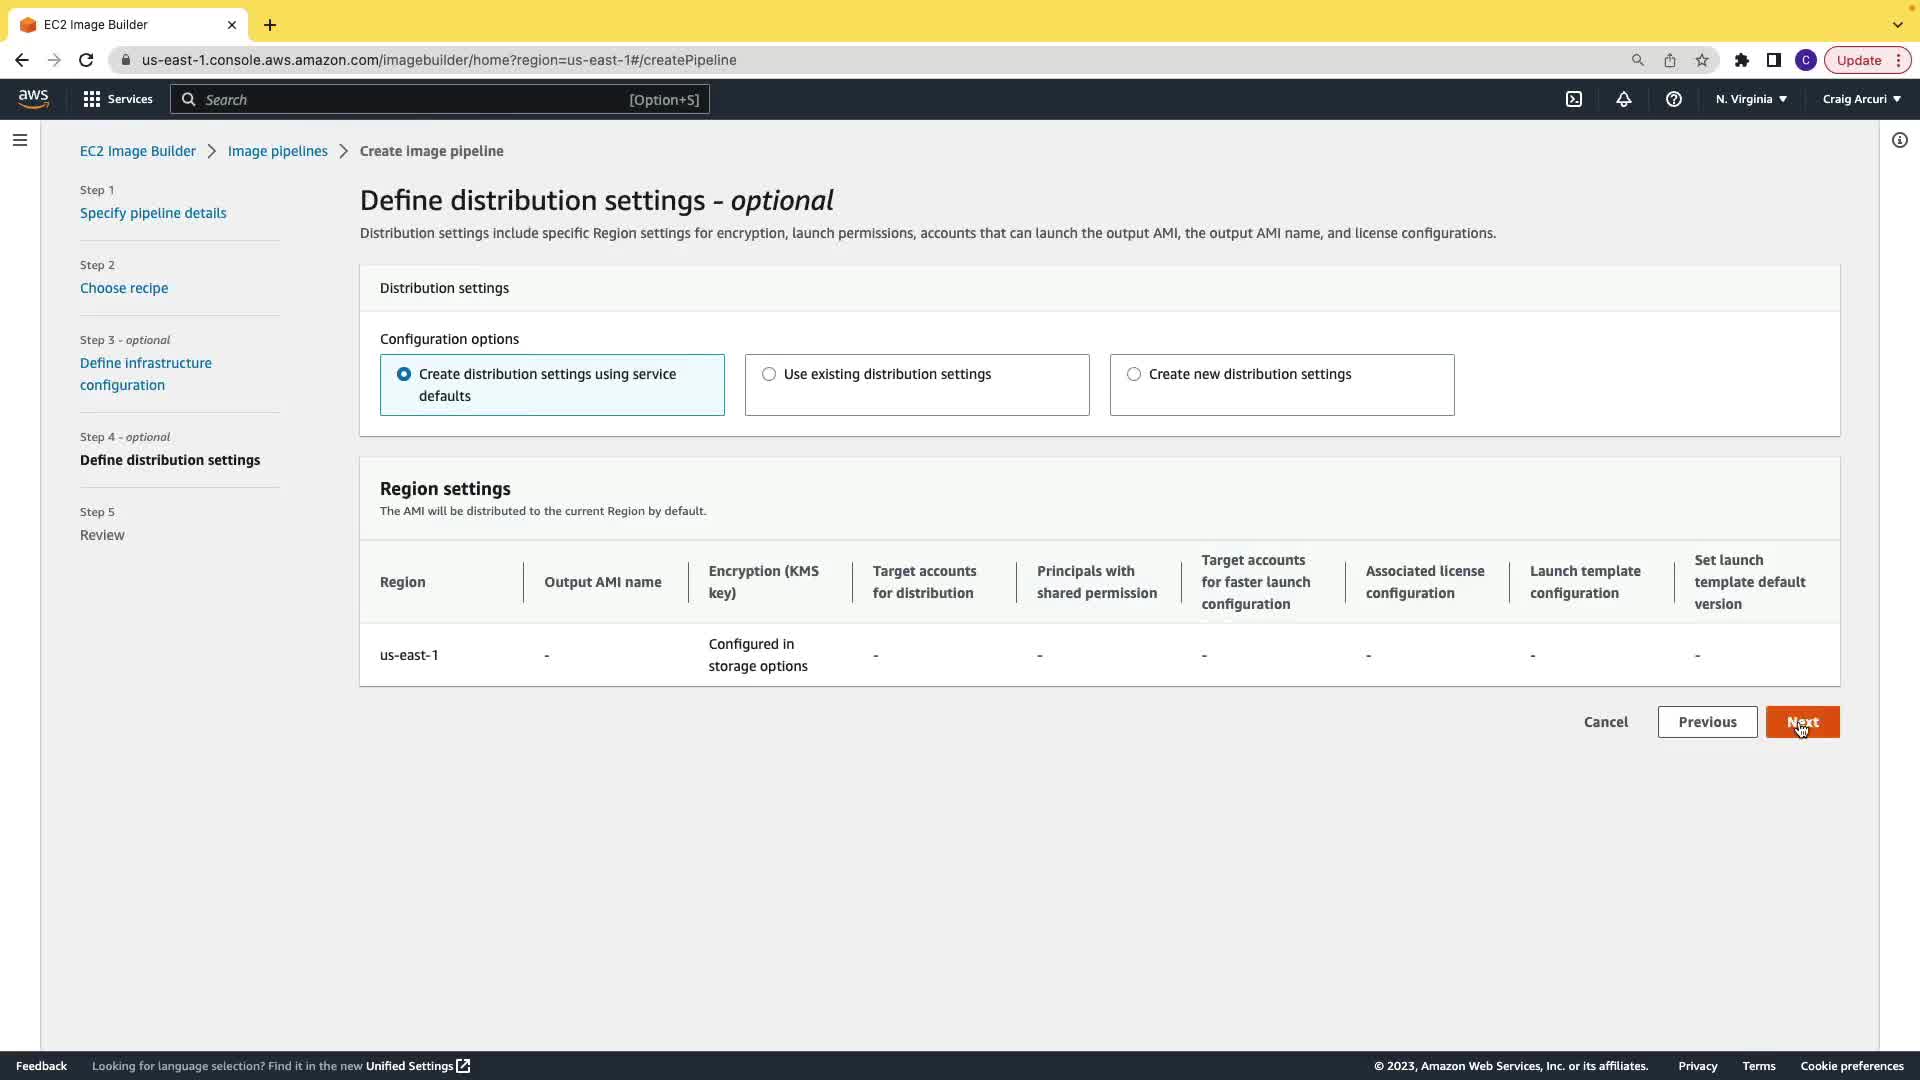 EC2 Image Builder
us-east-1.console.aws.amazon.com/imagebuilder/home?region=us-east-1#/createPipeline
C
Update
aws
Services
Search
[Option+S]
N. Virginia
Craig Arcuri
EC2 Image Builder
Image pipelines
Create image pipeline
Step 1
Specify pipeline details
Step 2
Choose recipe
Step 3 - optional
Define infrastructure
configuration
Step 4 - optional
Define distribution settings
Step 5
Review
Define distribution settings - optional
Distribution settings include specific Region settings for encryption, launch permissions, accounts that can launch the output AMI, the output AMI name, and license configurations.
Distribution settings
Configuration options
Create distribution settings using service
defaults
Use existing distribution settings
Create new distribution settings
Region settings
The AMI will be distributed to the current Region by default.
Region
Output AMI name
Encryption (KMS
key)
Target accounts
for distribution
Principals with
shared permission
Target accounts
for faster launch
configuration
Associated license
configuration
Launch template
configuration
Set launch
template default
version
us-east-1
-
Configured in
storage options
-
-
-
-
-
-
Cancel
Previous
Next
Feedback
Looking for language selection? Find it in the new Unified Settings
© 2023, Amazon Web Services, Inc. or its affiliates.
Privacy
Terms
Cookie preferences